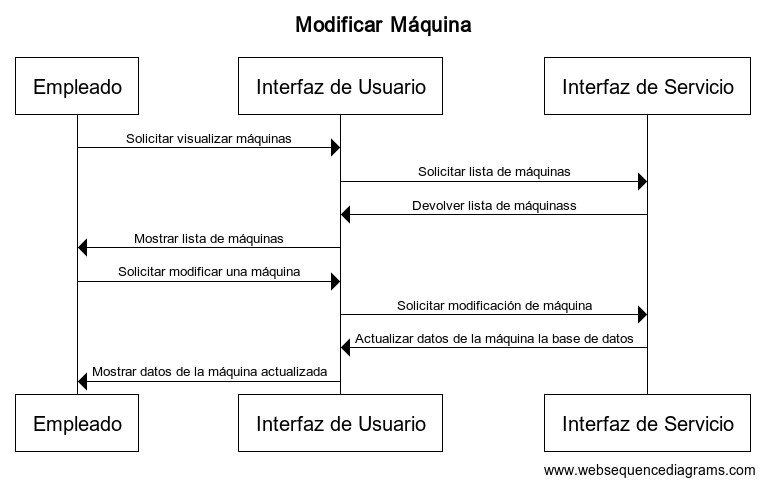 Modificar Máquina
Empleado
Interfaz de Usuario
Interfaz de Servicio
Solicitar visualizar máquinas
Solicitar lista de máquinas
Devolver lista de máquinass
Mostrar lista de máquinas
Solicitar modificar una máquina
Solicitar modificación de máquina
Actualizar datos de la máquina la base de datos
Mostrar datos de la máquina actualizada
Empleado
Interfaz de Usuario
Interfaz de Servicio
www.websequencediagrams.com